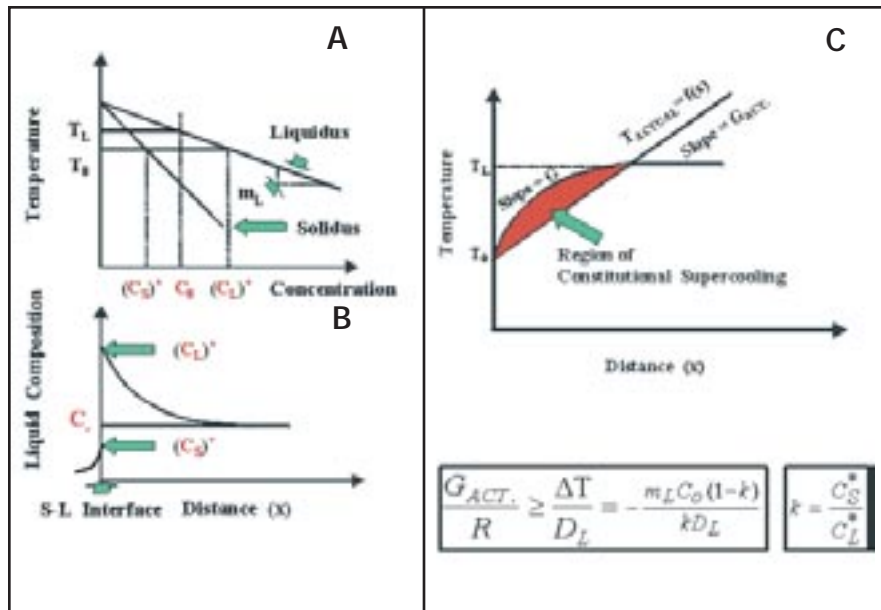 A
Temperature
T_L
T_0
Liquidus
m_L
Solidus
(C_S)* C_0 (C_L)* Concentration
B
Liquid Composition
(C_L)*
C_o
(C_S)*
S-L Interface Distance (X)
C
Temperature
T_L
T_0
Slope = G
T_ACTUAL = f(s)
Slope = G_ACT.
Region of
Constitutional Supercooling
Distance (X)
G_ACT. / R ≥ ΔT / D_L = - m_L C_o (1-k) / k D_L
k = C_S^* / C_L^*